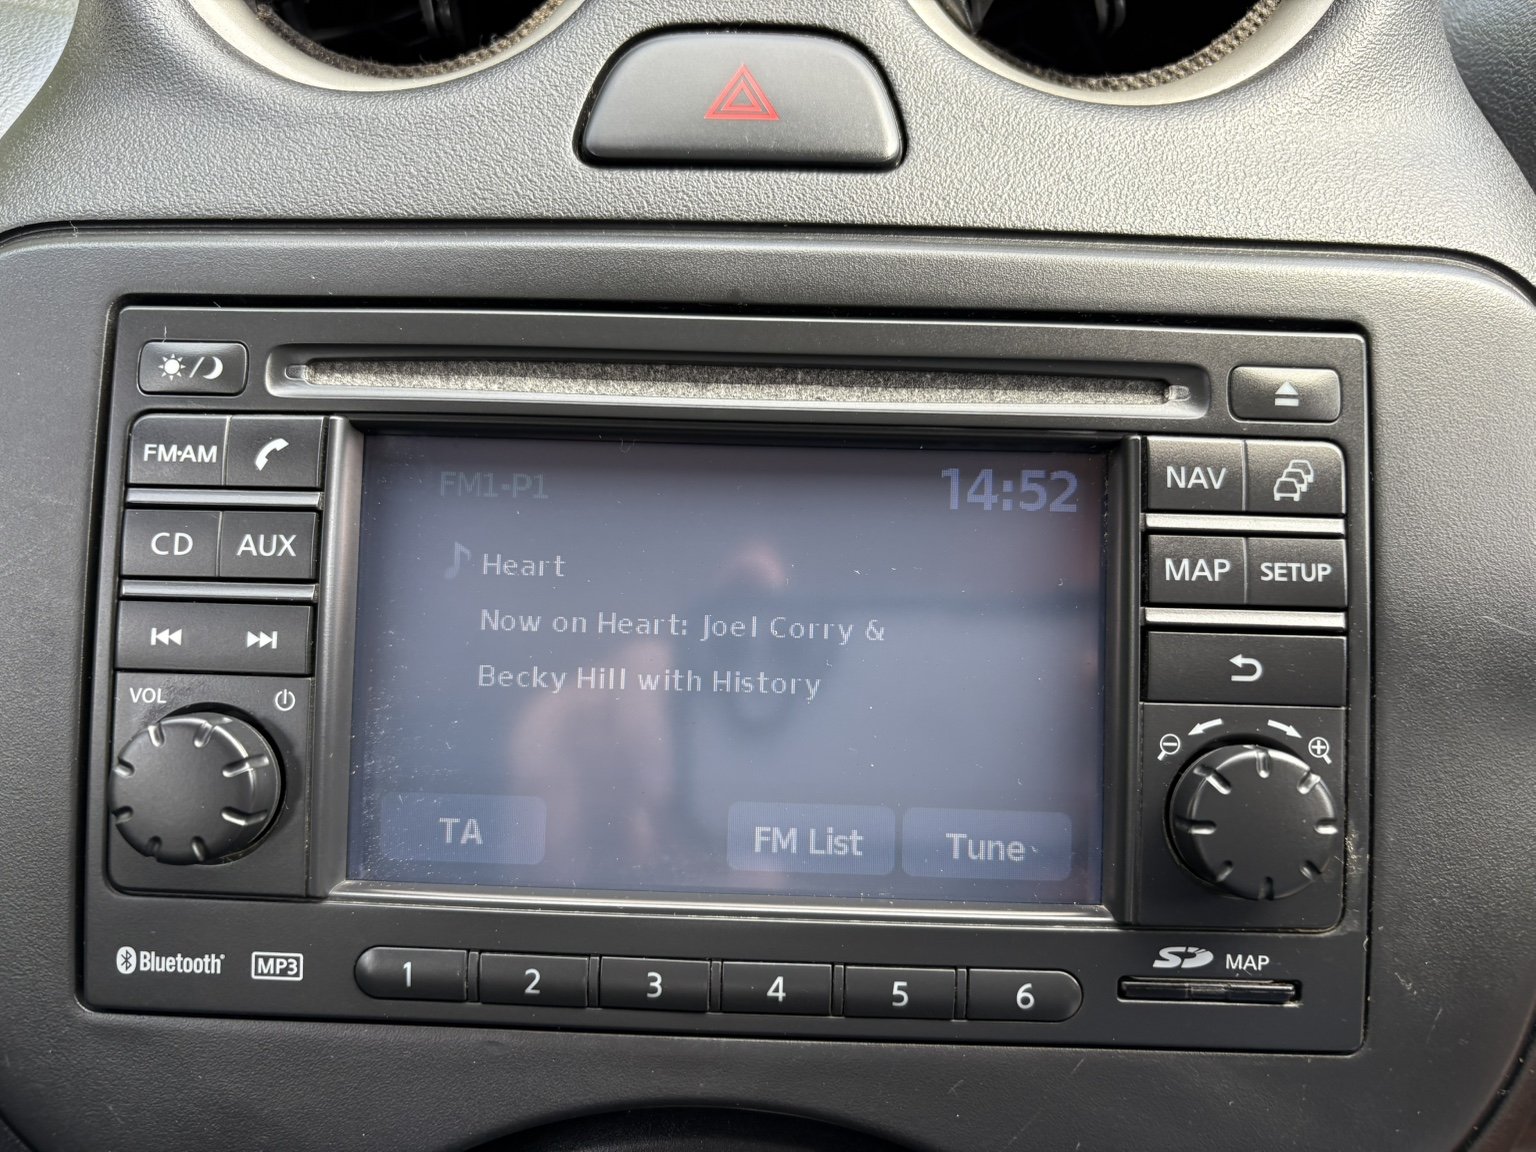 FM·AM
CD AUX
VOL
FM1-P1 14:52
Heart
Now on Heart: Joel Corry &
Becky Hill with History
TA FM List Tune
NAV
MAP SETUP
Bluetooth MP3 1 2 3 4 5 6 SD MAP